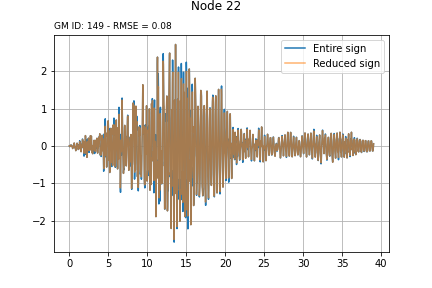 Node 22
GM ID: 149 - RMSE = 0.08
Entire sign
Reduced sign
2
1
0
−1
−2
0 5 10 15 20 25 30 35 40